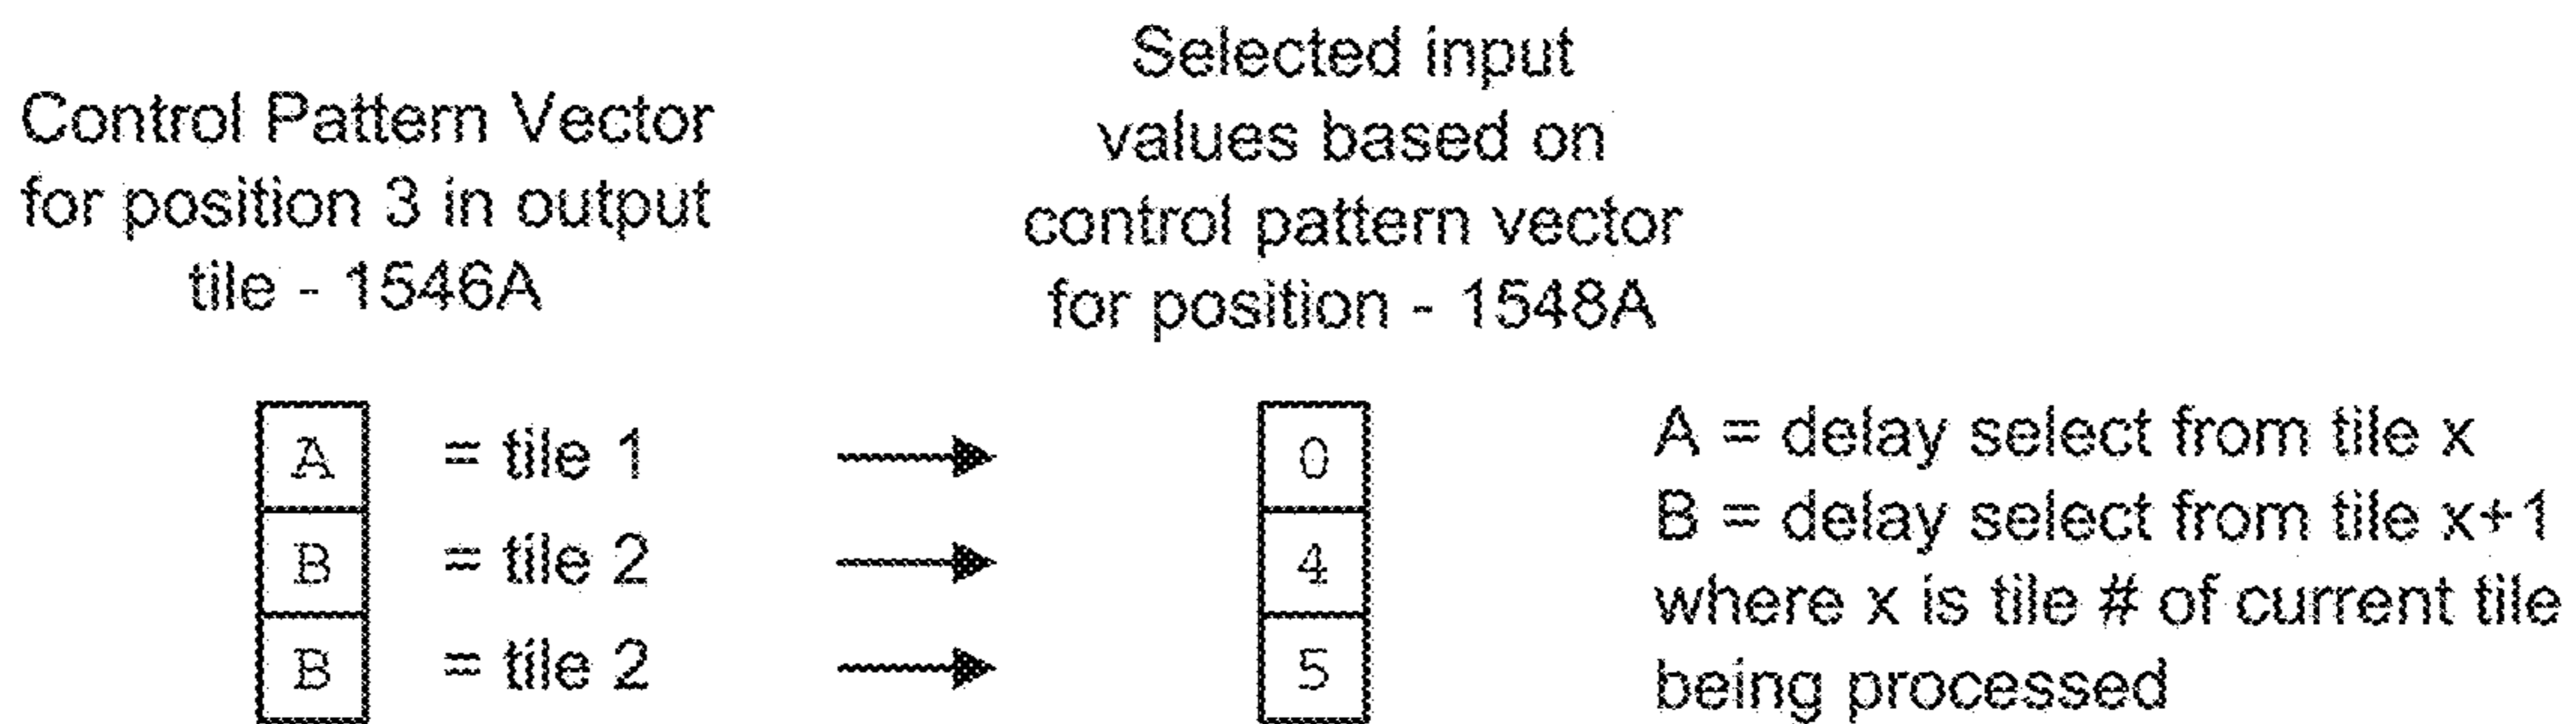 Control Pattern Vector
for position 3 in output
tile - 1546A
Selected input
values based on
control pattern vector
for position - 1548A
A = tile 1 → 0
B = tile 2 → 4
B = tile 2 → 5
A = delay select from tile x
B = delay select from tile x+1
where x is tile # of current tile
being processed